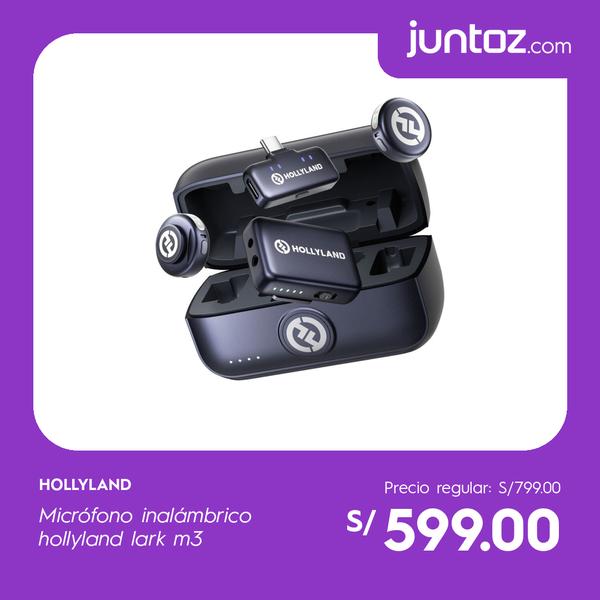 juntoz.com
HOLLYLAND
HOLLYLAND
HOLLYLAND
Precio regular: S/799.00
Micrófono inalámbrico
hollyland lark m3
S/ 599.00